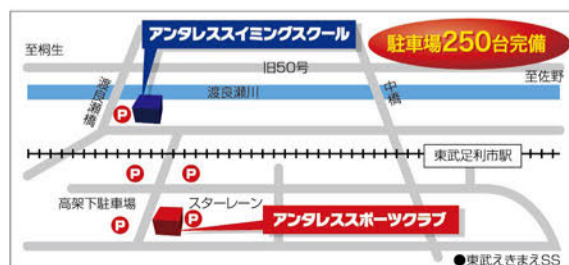 アンタレススイミングスクール
駐車場250台完備
至桐生
旧50号
至佐野
渡良瀬橋
渡良瀬川
中橋
P
東武足利市駅
P
P
高架下駐車場
スターレーン
P
P
アンタレススポーツクラブ
●東武えきまえSS